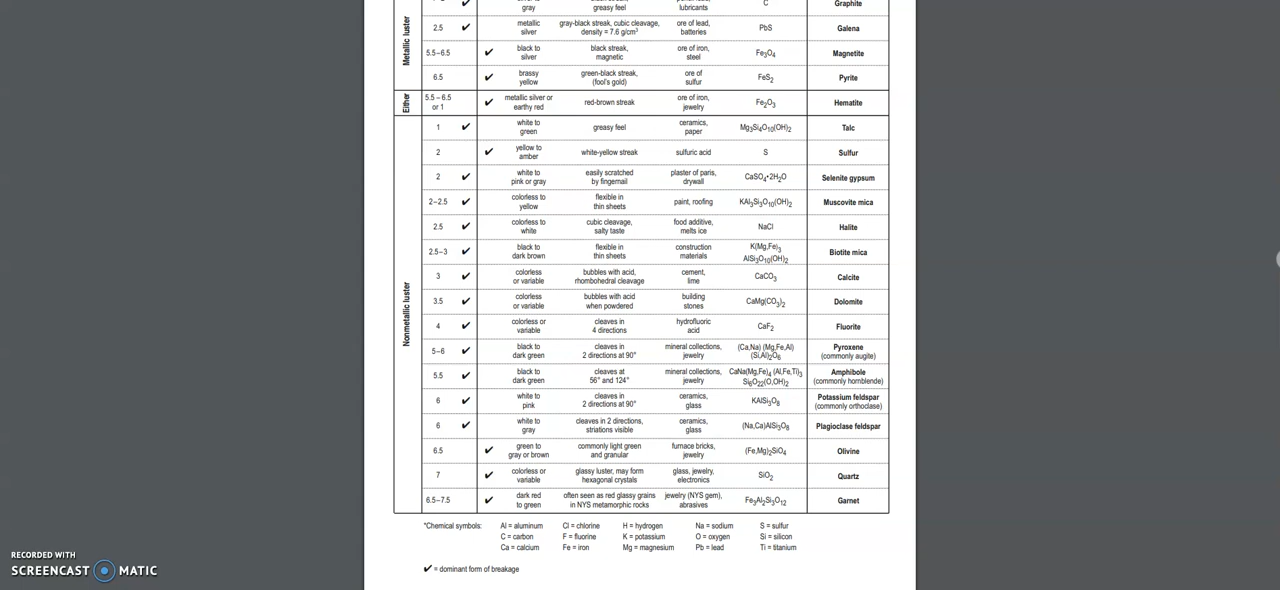 gray greasy feel lubricants C Graphite
Metallic luster
2.5 ✔ metallic silver gray-black streak, cubic cleavage, density = 7.6 g/cm³ ore of lead, batteries PbS Galena
5.5–6.5 ✔ black to silver black streak, magnetic ore of iron, steel Fe₃O₄ Magnetite
6.5 ✔ brassy yellow green-black streak, (fool's gold) ore of sulfur FeS₂ Pyrite
Either
5.5 – 6.5 or 1 ✔ metallic silver or earthy red red-brown streak ore of iron, jewelry Fe₂O₃ Hematite
Nonmetallic luster
1 ✔ white to green greasy feel ceramics, paper Mg₃Si₄O₁₀(OH)₂ Talc
2 ✔ yellow to amber white-yellow streak sulfuric acid S Sulfur
2 ✔ white to pink or gray easily scratched by fingernail plaster of paris, drywall CaSO₄•2H₂O Selenite gypsum
2–2.5 ✔ colorless to yellow flexible in thin sheets paint, roofing KAl₃Si₃O₁₀(OH)₂ Muscovite mica
2.5 ✔ colorless to white cubic cleavage, salty taste food additive, melts ice NaCl Halite
2.5–3 ✔ black to dark brown flexible in thin sheets construction materials K(Mg,Fe)₃ AlSi₃O₁₀(OH)₂ Biotite mica
3 ✔ colorless or variable bubbles with acid, rhombohedral cleavage cement, lime CaCO₃ Calcite
3.5 ✔ colorless or variable bubbles with acid when powdered building stones CaMg(CO₃)₂ Dolomite
4 ✔ colorless or variable cleaves in 4 directions hydrofluoric acid CaF₂ Fluorite
5–6 ✔ black to dark green cleaves in 2 directions at 90° mineral collections, jewelry (Ca,Na) (Mg,Fe,Al) (Si,Al)₂O₆ Pyroxene (commonly augite)
5.5 ✔ black to dark green cleaves at 56° and 124° mineral collections, jewelry CaNa(Mg,Fe)₄ (Al,Fe,Ti)₃ Si₆O₂₂(O,OH)₂ Amphibole (commonly hornblende)
6 ✔ white to pink cleaves in 2 directions at 90° ceramics, glass KAlSi₃O₈ Potassium feldspar (commonly orthoclase)
6 ✔ white to gray cleaves in 2 directions, striations visible ceramics, glass (Na,Ca)AlSi₃O₈ Plagioclase feldspar
6.5 ✔ green to gray or brown commonly light green and granular furnace bricks, jewelry (Fe,Mg)₂SiO₄ Olivine
7 ✔ colorless or variable glassy luster, may form hexagonal crystals glass, jewelry, electronics SiO₂ Quartz
6.5–7.5 ✔ dark red to green often seen as red glassy grains in NYS metamorphic rocks jewelry (NYS gem), abrasives Fe₃Al₂Si₃O₁₂ Garnet
*Chemical symbols: Al = aluminum Cl = chlorine H = hydrogen Na = sodium S = sulfur
C = carbon F = fluorine K = potassium O = oxygen Si = silicon
Ca = calcium Fe = iron Mg = magnesium Pb = lead Ti = titanium
✔ = dominant form of breakage
RECORDED WITH
SCREENCAST MATIC